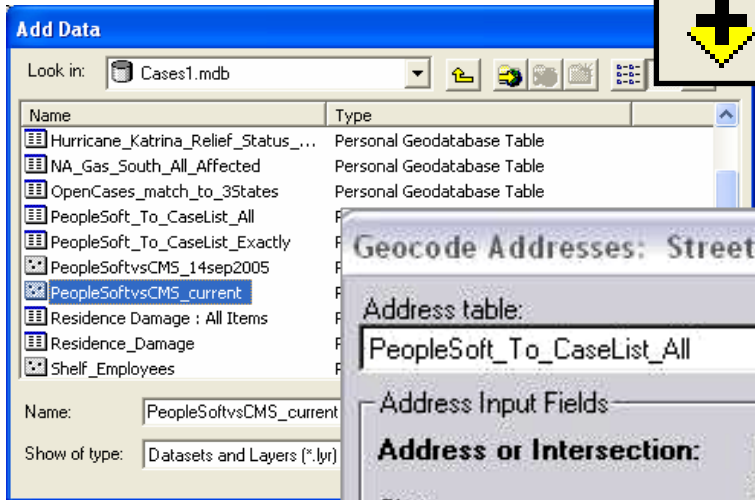 Add Data
Look in: Cases1.mdb
Name Type
Hurricane_Katrina_Relief_Status_... Personal Geodatabase Table
NA_Gas_South_All_Affected Personal Geodatabase Table
OpenCases_match_to_3States Personal Geodatabase Table
PeopleSoft_To_CaseList_All
PeopleSoft_To_CaseList_Exactly
PeopleSoftvsCMS_14sep2005
PeopleSoftvsCMS_current
Residence Damage : All Items
Residence_Damage
Shelf_Employees
Name: PeopleSoftvsCMS_current
Show of type: Datasets and Layers (*.lyr)
Geocode Addresses: Street
Address table:
PeopleSoft_To_CaseList_All
Address Input Fields
Address or Intersection: